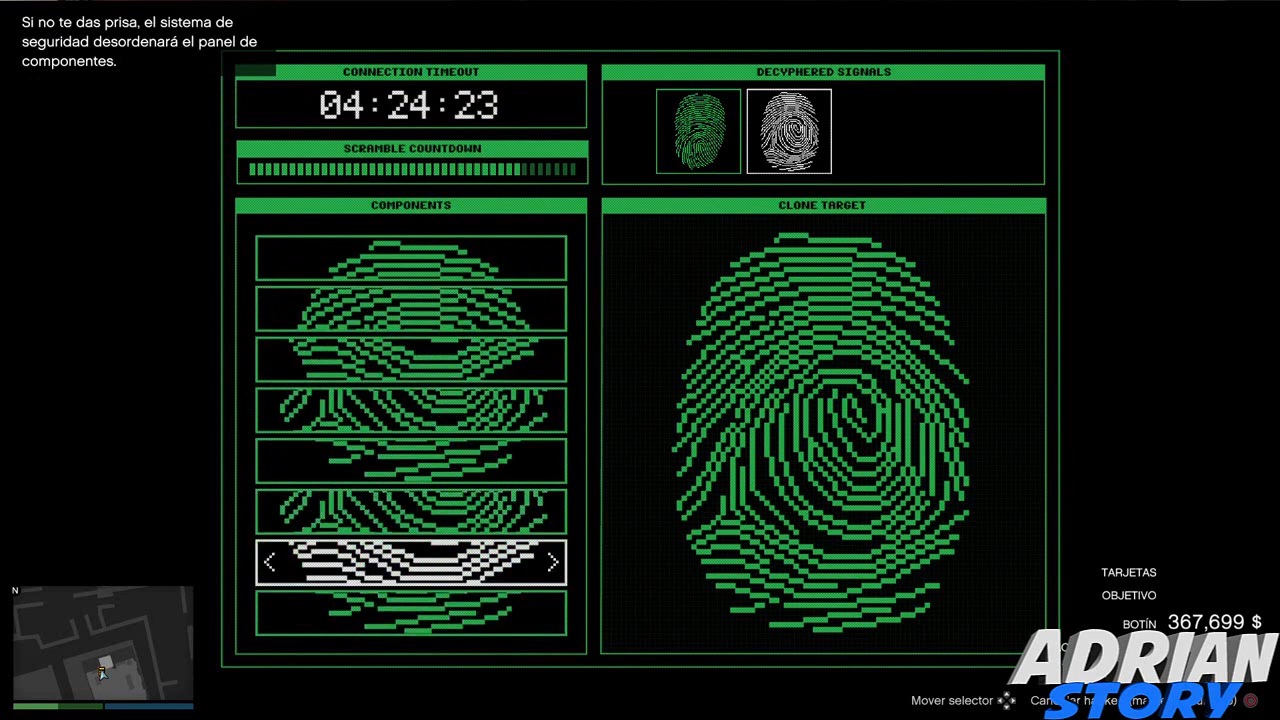 Si no te das prisa, el sistema de
seguridad desordenará el panel de
componentes.
CONNECTION TIMEOUT
04:24:23
SCRAMBLE COUNTDOWN
DECYPHERED SIGNALS
COMPONENTS
CLONE TARGET
N
TARJETAS
OBJETIVO
BOTÍN 367,699 $
ADRIAN
STORY
Mover selector